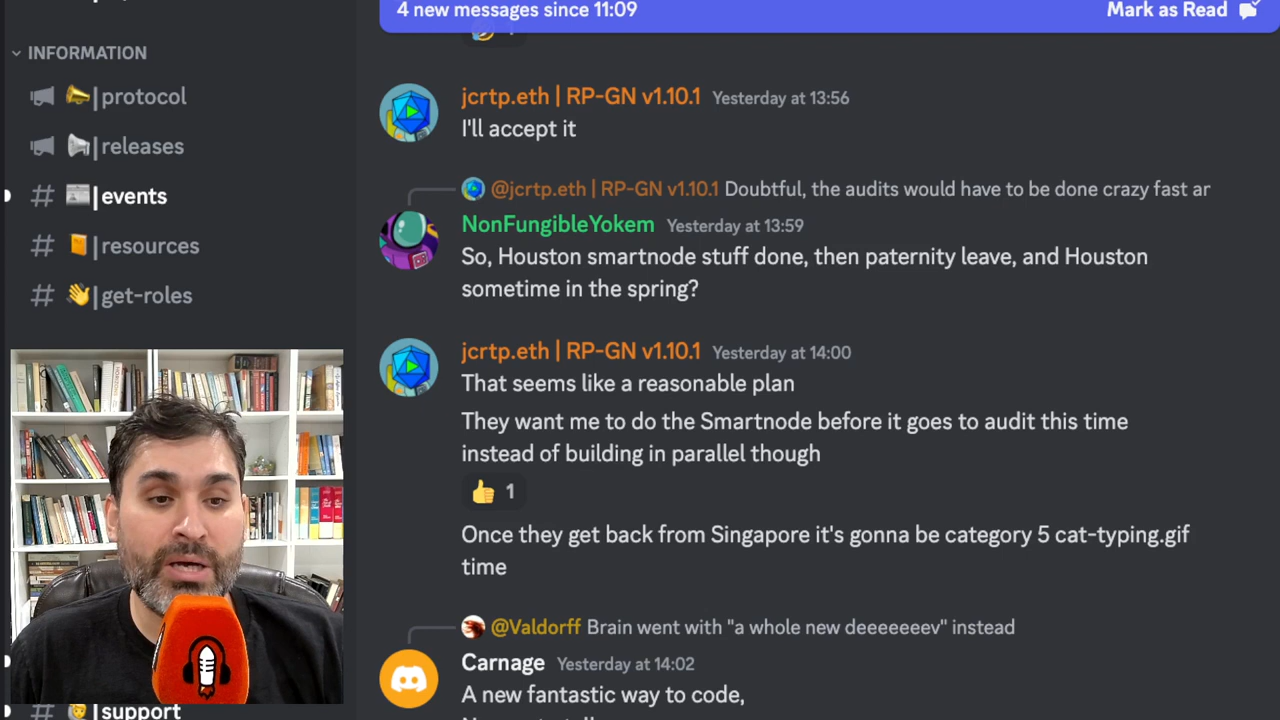 4 new messages since 11:09
Mark as Read
INFORMATION
protocol
releases
events
resources
get-roles
support
1
jcrtp.eth | RP-GN v1.10.1 Yesterday at 13:56
I'll accept it
@jcrtp.eth | RP-GN v1.10.1 Doubtful, the audits would have to be done crazy fast ar
NonFungibleYokem Yesterday at 13:59
So, Houston smartnode stuff done, then paternity leave, and Houston
sometime in the spring?
jcrtp.eth | RP-GN v1.10.1 Yesterday at 14:00
That seems like a reasonable plan
They want me to do the Smartnode before it goes to audit this time
instead of building in parallel though
1
Once they get back from Singapore it's gonna be category 5 cat-typing.gif
time
@Valdorff Brain went with "a whole new deeeeeeev" instead
Carnage Yesterday at 14:02
A new fantastic way to code,